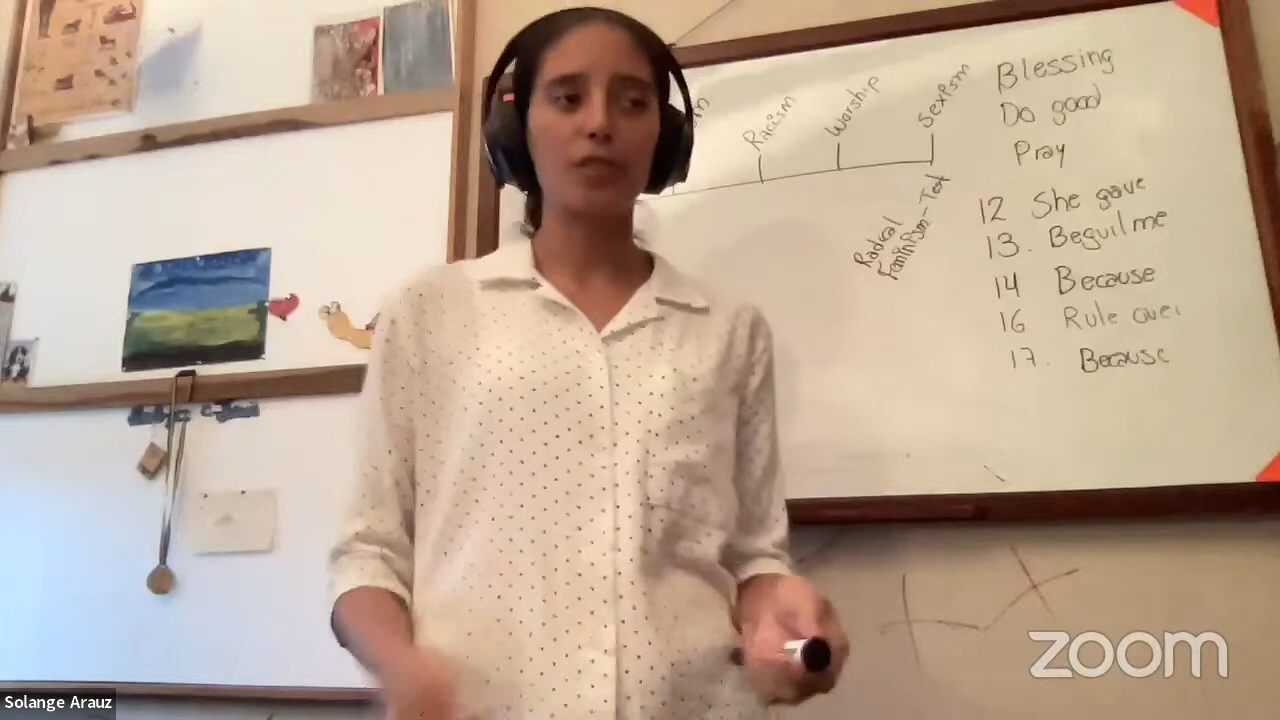 Racism
Worship
Sexism
Radical
Feminism-Text
Blessing
Do good
Pray
12 She gave
13. Beguil me
14 Because
16 Rule over
17. Because
zoom
Solange Arauz